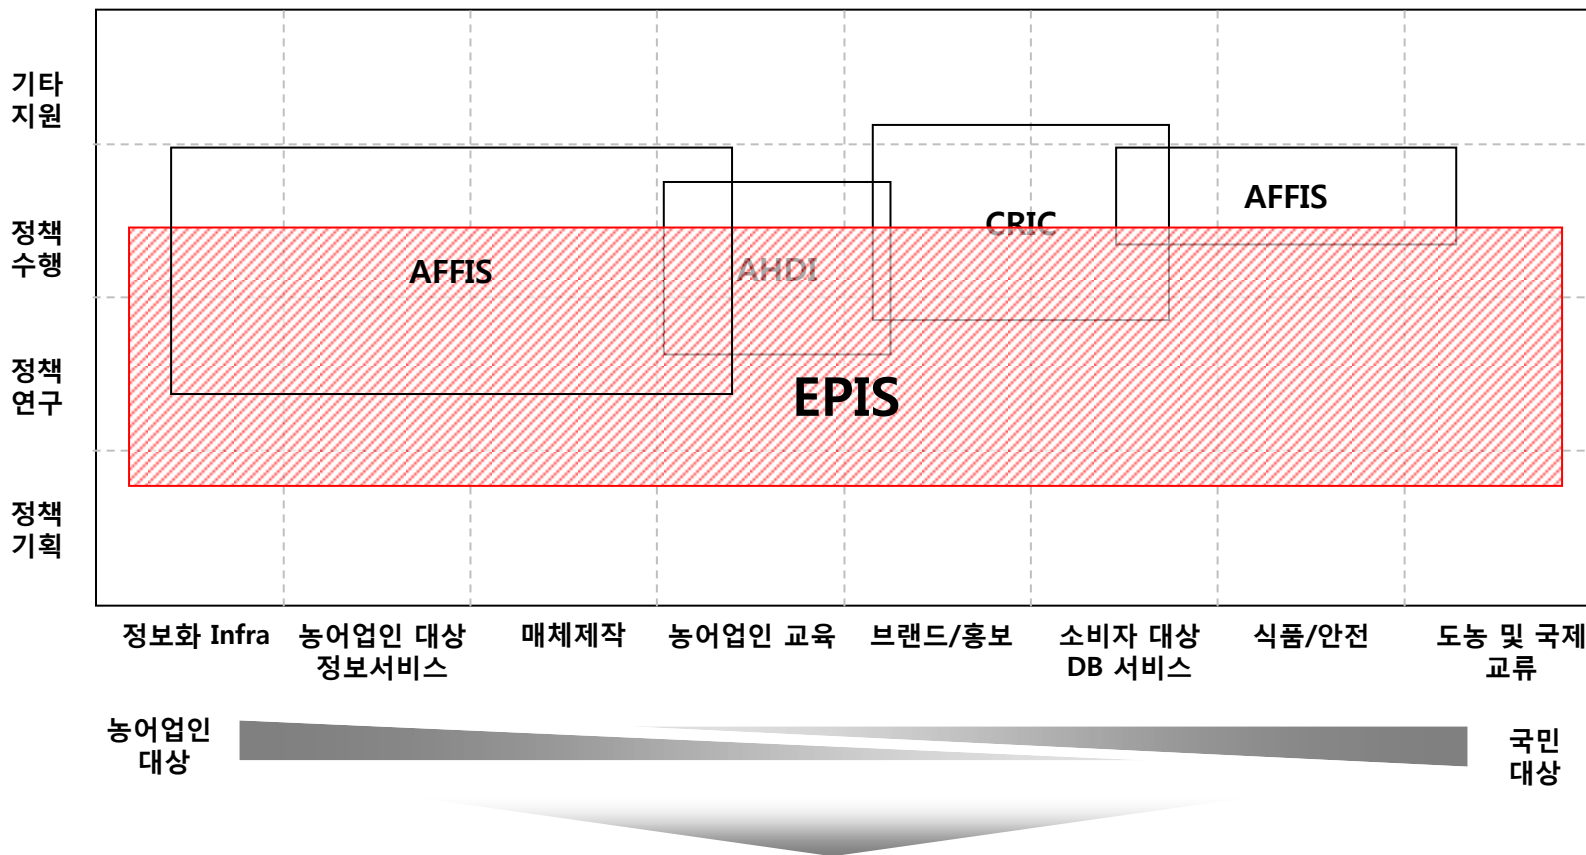 기타
지원
정책
수행
정책
연구
정책
기획
AFFIS
AHDI
CRIC
AFFIS
EPIS
정보화 Infra
농어업인 대상
정보서비스
매체제작
농어업인 교육
브랜드/홍보
소비자 대상
DB 서비스
식품/안전
도농 및 국제
교류
농어업인
대상
국민
대상